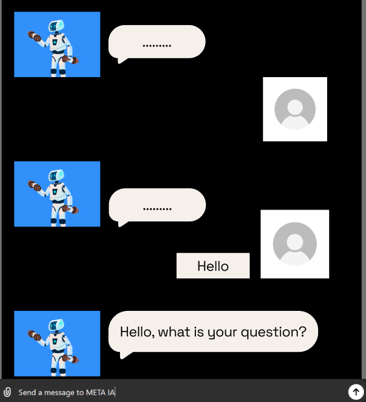 .........
.........
Hello
Hello, what is your question?
Send a message to META IA